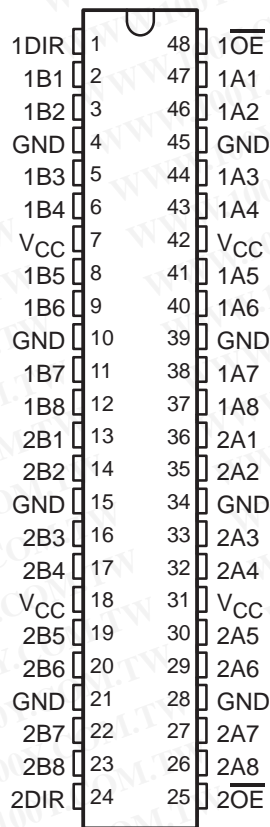 1DIR 1 48 1O̅E̅
1B1 2 47 1A1
1B2 3 46 1A2
GND 4 45 GND
1B3 5 44 1A3
1B4 6 43 1A4
VCC 7 42 VCC
1B5 8 41 1A5
1B6 9 40 1A6
GND 10 39 GND
1B7 11 38 1A7
1B8 12 37 1A8
2B1 13 36 2A1
2B2 14 35 2A2
GND 15 34 GND
2B3 16 33 2A3
2B4 17 32 2A4
VCC 18 31 VCC
2B5 19 30 2A5
2B6 20 29 2A6
GND 21 28 GND
2B7 22 27 2A7
2B8 23 26 2A8
2DIR 24 25 2O̅E̅